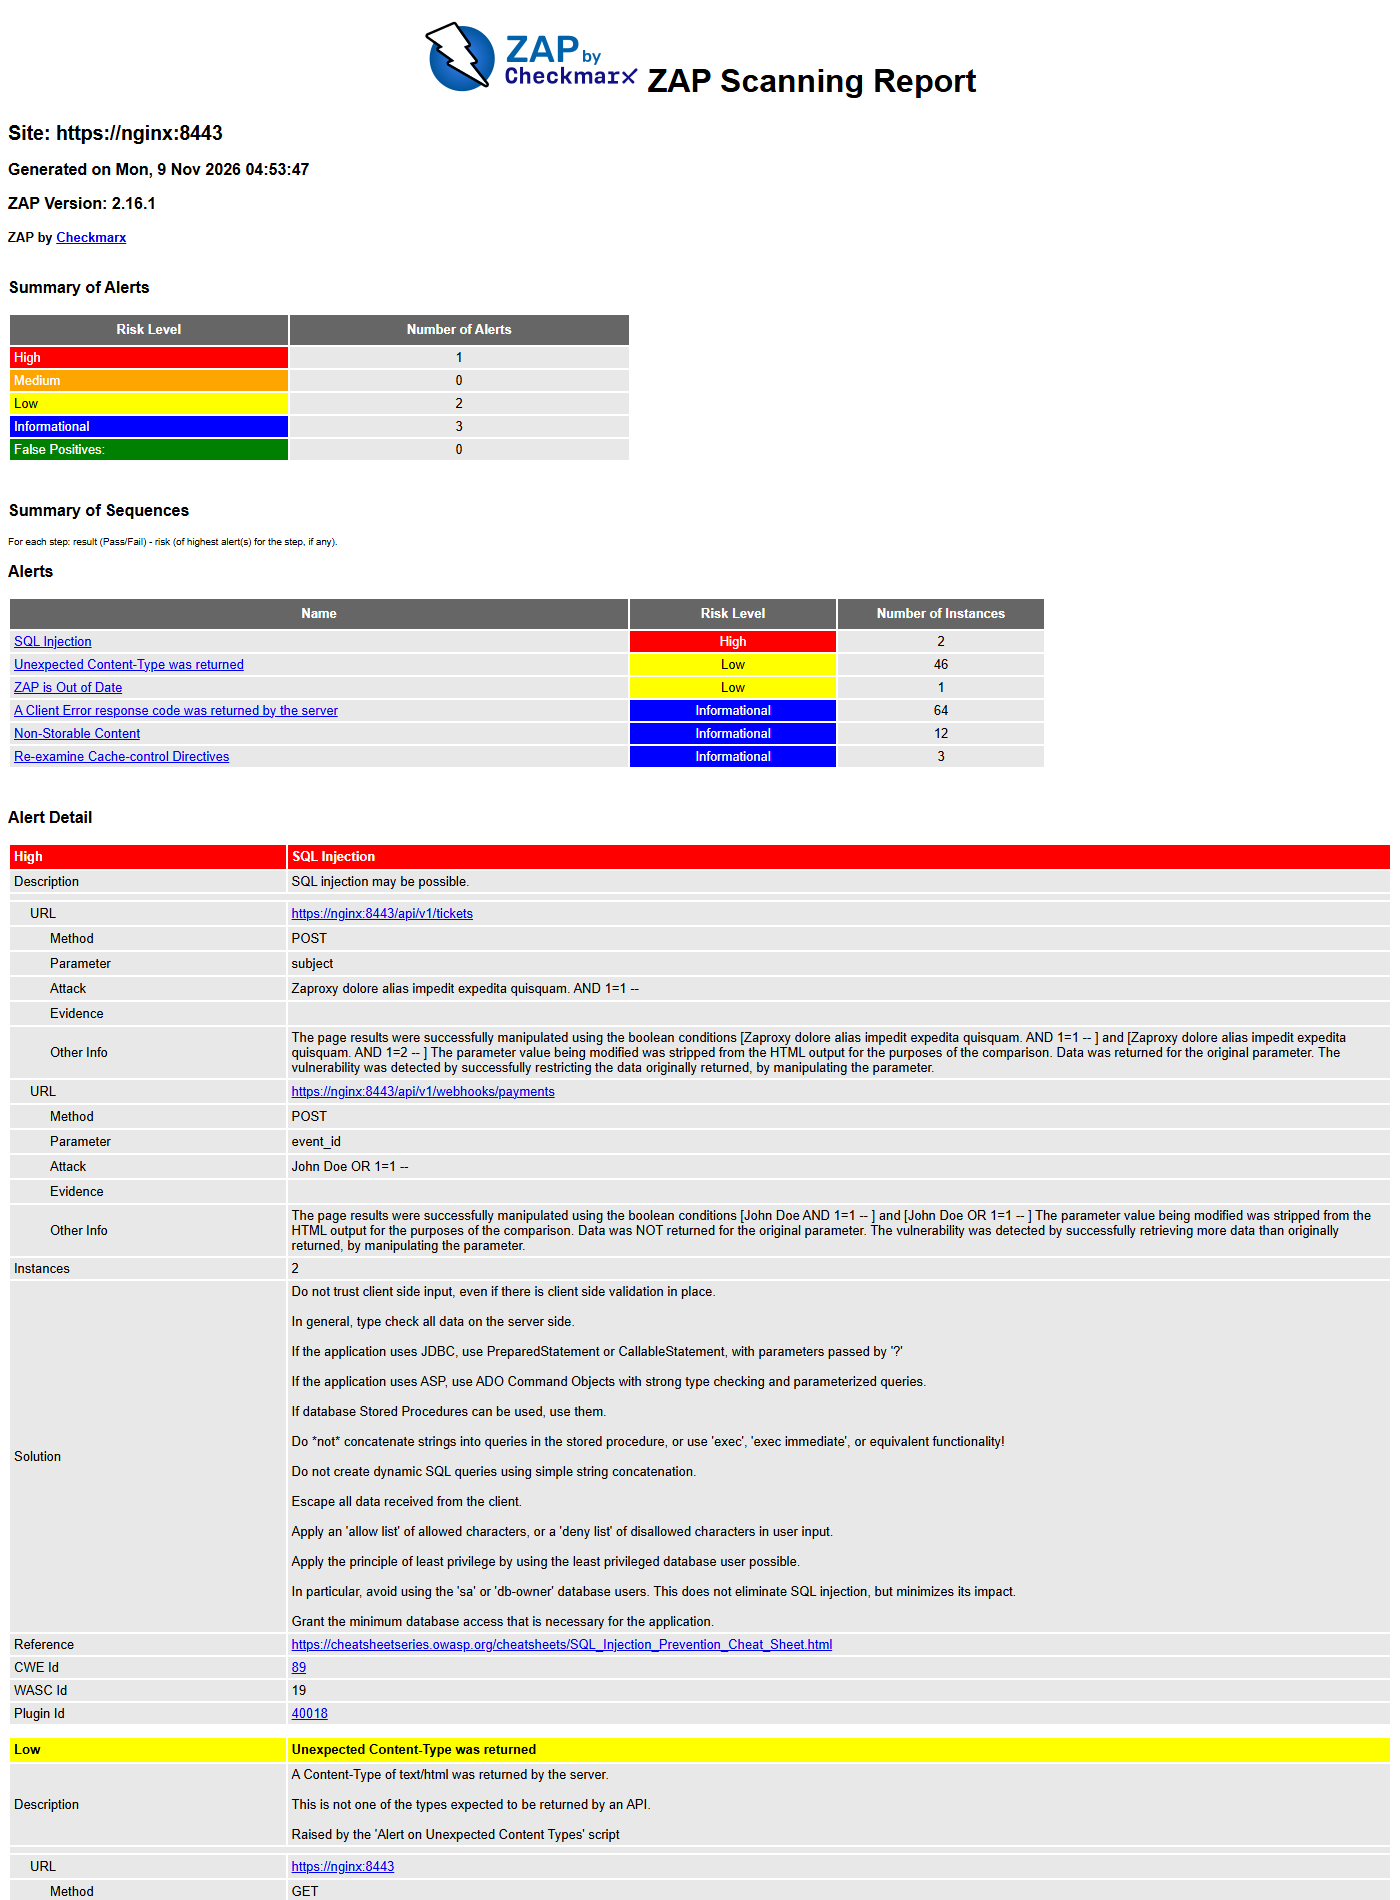 ZAP by
Checkmarx ZAP Scanning Report
Site: https://nginx:8443
Generated on Mon, 9 Nov 2026 04:53:47
ZAP Version: 2.16.1
ZAP by Checkmarx
Summary of Alerts
Risk Level Number of Alerts
High 1
Medium 0
Low 2
Informational 3
False Positives: 0
Summary of Sequences
For each step: result (Pass/Fail) - risk (of highest alert(s) for the step, if any).
Alerts
Name Risk Level Number of Instances
SQL Injection High 2
Unexpected Content-Type was returned Low 46
ZAP is Out of Date Low 1
A Client Error response code was returned by the server Informational 64
Non-Storable Content Informational 12
Re-examine Cache-control Directives Informational 3
Alert Detail
High SQL Injection
Description SQL injection may be possible.
URL https://nginx:8443/api/v1/tickets
Method POST
Parameter subject
Attack Zaproxy dolore alias impedit expedita quisquam. AND 1=1 --
Evidence
Other Info The page results were successfully manipulated using the boolean conditions [Zaproxy dolore alias impedit expedita quisquam. AND 1=1 -- ] and [Zaproxy dolore alias impedit expedita
quisquam. AND 1=2 -- ] The parameter value being modified was stripped from the HTML output for the purposes of the comparison. Data was returned for the original parameter. The
vulnerability was detected by successfully restricting the data originally returned, by manipulating the parameter.
URL https://nginx:8443/api/v1/webhooks/payments
Method POST
Parameter event_id
Attack John Doe OR 1=1 --
Evidence
Other Info The page results were successfully manipulated using the boolean conditions [John Doe AND 1=1 -- ] and [John Doe OR 1=1 -- ] The parameter value being modified was stripped from the
HTML output for the purposes of the comparison. Data was NOT returned for the original parameter. The vulnerability was detected by successfully retrieving more data than originally
returned, by manipulating the parameter.
Instances 2
Solution
Do not trust client side input, even if there is client side validation in place.
In general, type check all data on the server side.
If the application uses JDBC, use PreparedStatement or CallableStatement, with parameters passed by '?'
If the application uses ASP, use ADO Command Objects with strong type checking and parameterized queries.
If database Stored Procedures can be used, use them.
Do *not* concatenate strings into queries in the stored procedure, or use 'exec', 'exec immediate', or equivalent functionality!
Do not create dynamic SQL queries using simple string concatenation.
Escape all data received from the client.
Apply an 'allow list' of allowed characters, or a 'deny list' of disallowed characters in user input.
Apply the principle of least privilege by using the least privileged database user possible.
In particular, avoid using the 'sa' or 'db-owner' database users. This does not eliminate SQL injection, but minimizes its impact.
Grant the minimum database access that is necessary for the application.
Reference https://cheatsheetseries.owasp.org/cheatsheets/SQL_Injection_Prevention_Cheat_Sheet.html
CWE Id 89
WASC Id 19
Plugin Id 40018
Low Unexpected Content-Type was returned
Description
A Content-Type of text/html was returned by the server.
This is not one of the types expected to be returned by an API.
Raised by the 'Alert on Unexpected Content Types' script
URL https://nginx:8443
Method GET